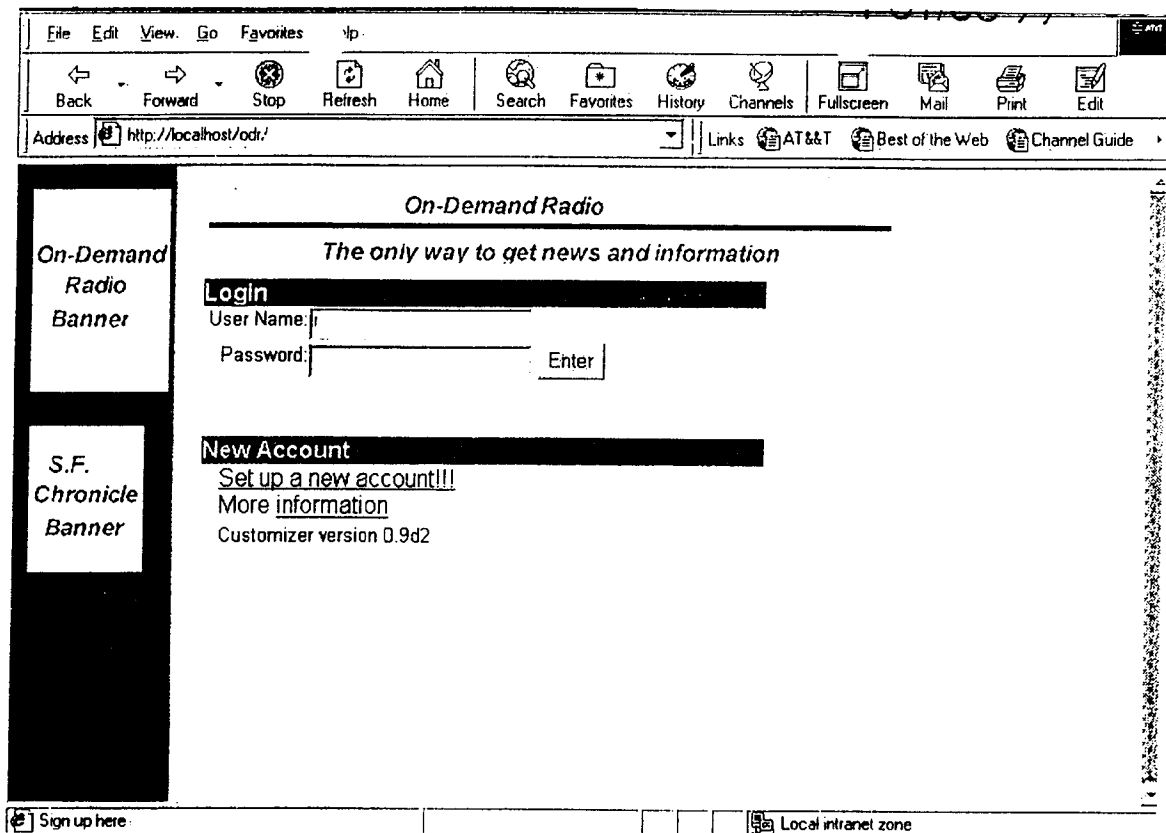 File Edit View. Go Favorites lp
AT&T
Back Forward Stop Refresh Home Search Favorites History Channels Fullscreen Mail Print Edit
Address http://localhost/odr/ Links AT&T Best of the Web Channel Guide
On-Demand Radio
The only way to get news and information
On-Demand
Radio
Banner
Login
User Name:
Password: Enter
S.F.
Chronicle
Banner
New Account
Set up a new account!!!
More information
Customizer version 0.9d2
Sign up here Local intranet zone